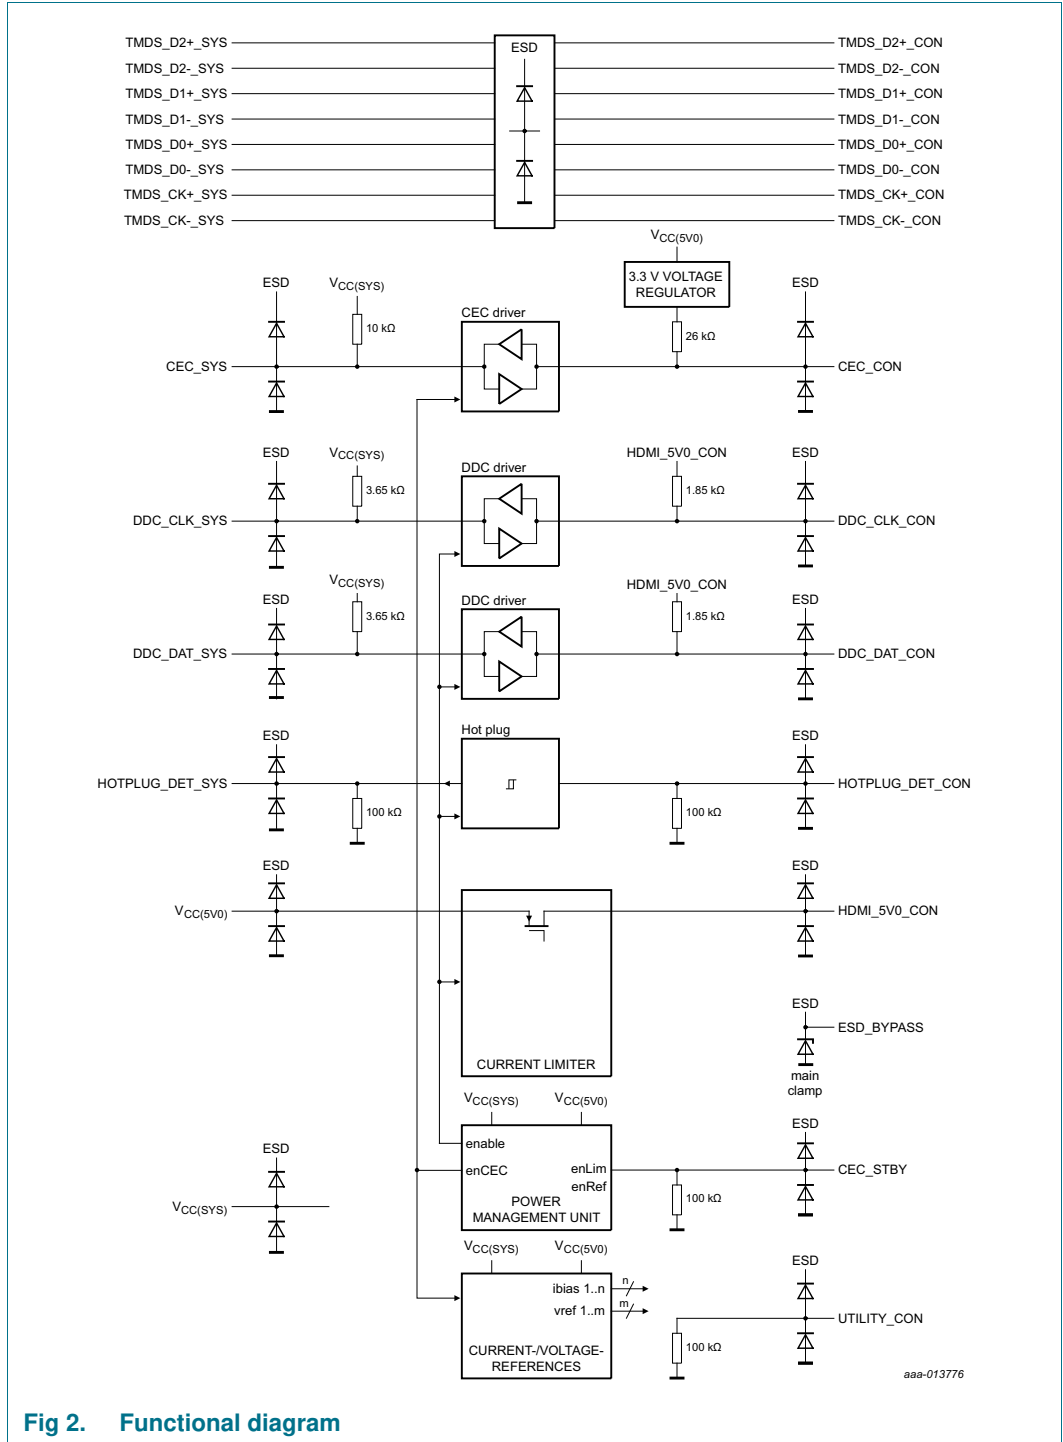 TMDS_D2+_SYS ESD TMDS_D2+_CON
TMDS_D2-_SYS TMDS_D2-_CON
TMDS_D1+_SYS TMDS_D1+_CON
TMDS_D1-_SYS TMDS_D1-_CON
TMDS_D0+_SYS TMDS_D0+_CON
TMDS_D0-_SYS TMDS_D0-_CON
TMDS_CK+_SYS TMDS_CK+_CON
TMDS_CK-_SYS TMDS_CK-_CON
VCC(5V0)
ESD VCC(SYS) 3.3 V VOLTAGE ESD
REGULATOR
CEC driver
10 kΩ 26 kΩ
CEC_SYS CEC_CON
ESD VCC(SYS) HDMI_5V0_CON ESD
DDC driver
3.65 kΩ 1.85 kΩ
DDC_CLK_SYS DDC_CLK_CON
VCC(SYS) HDMI_5V0_CON
ESD DDC driver ESD
3.65 kΩ 1.85 kΩ
DDC_DAT_SYS DDC_DAT_CON
Hot plug
ESD ESD
HOTPLUG_DET_SYS HOTPLUG_DET_CON
100 kΩ 100 kΩ
ESD ESD
VCC(5V0) HDMI_5V0_CON
ESD
ESD_BYPASS
CURRENT LIMITER
main
clamp
VCC(SYS) VCC(5V0)
ESD
enable
ESD
enCEC enLim CEC_STBY
enRef
100 kΩ
POWER
VCC(SYS)
MANAGEMENT UNIT
VCC(SYS) VCC(5V0)
ESD
ibias 1..n n
vref 1..m m
UTILITY_CON
100 kΩ
CURRENT-/VOLTAGE-
REFERENCES
aaa-013776
Fig 2. Functional diagram